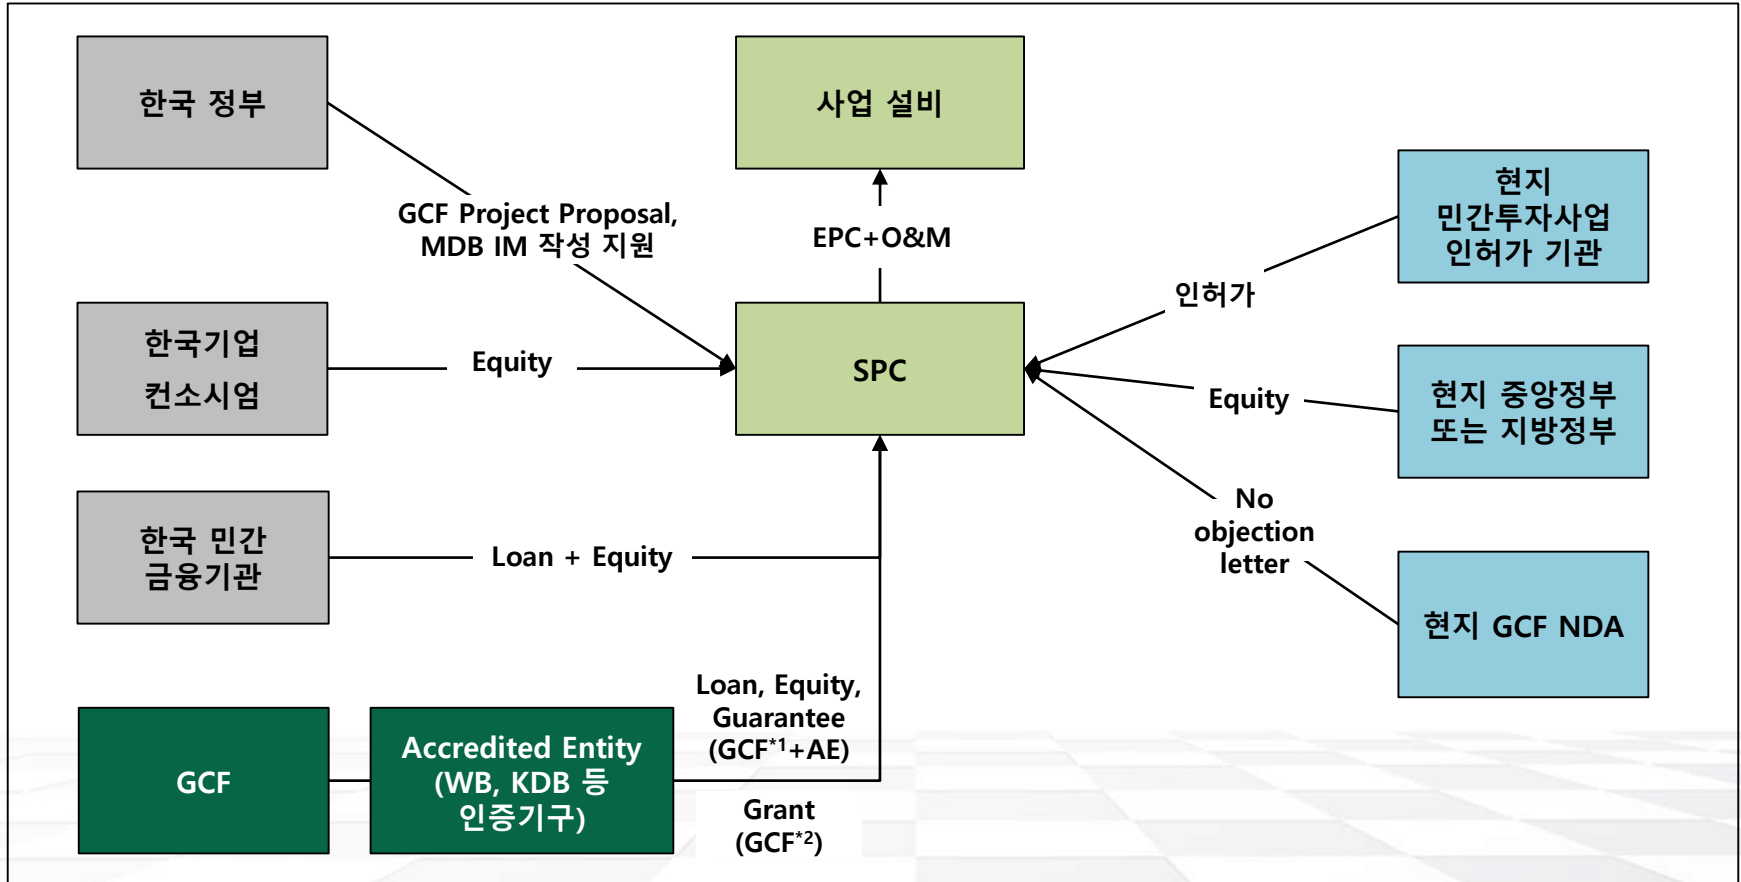 한국 정부
사업 설비
현지
민간투자사업
인허가 기관
GCF Project Proposal,
MDB IM 작성 지원
EPC+O&M
인허가
한국기업
컨소시엄
Equity
SPC
Equity
현지 중앙정부
또는 지방정부
한국 민간
금융기관
Loan + Equity
No
objection
letter
현지 GCF NDA
GCF
Accredited Entity
(WB, KDB 등
인증기구)
Loan, Equity,
Guarantee
(GCF*1+AE)
Grant
(GCF*2)